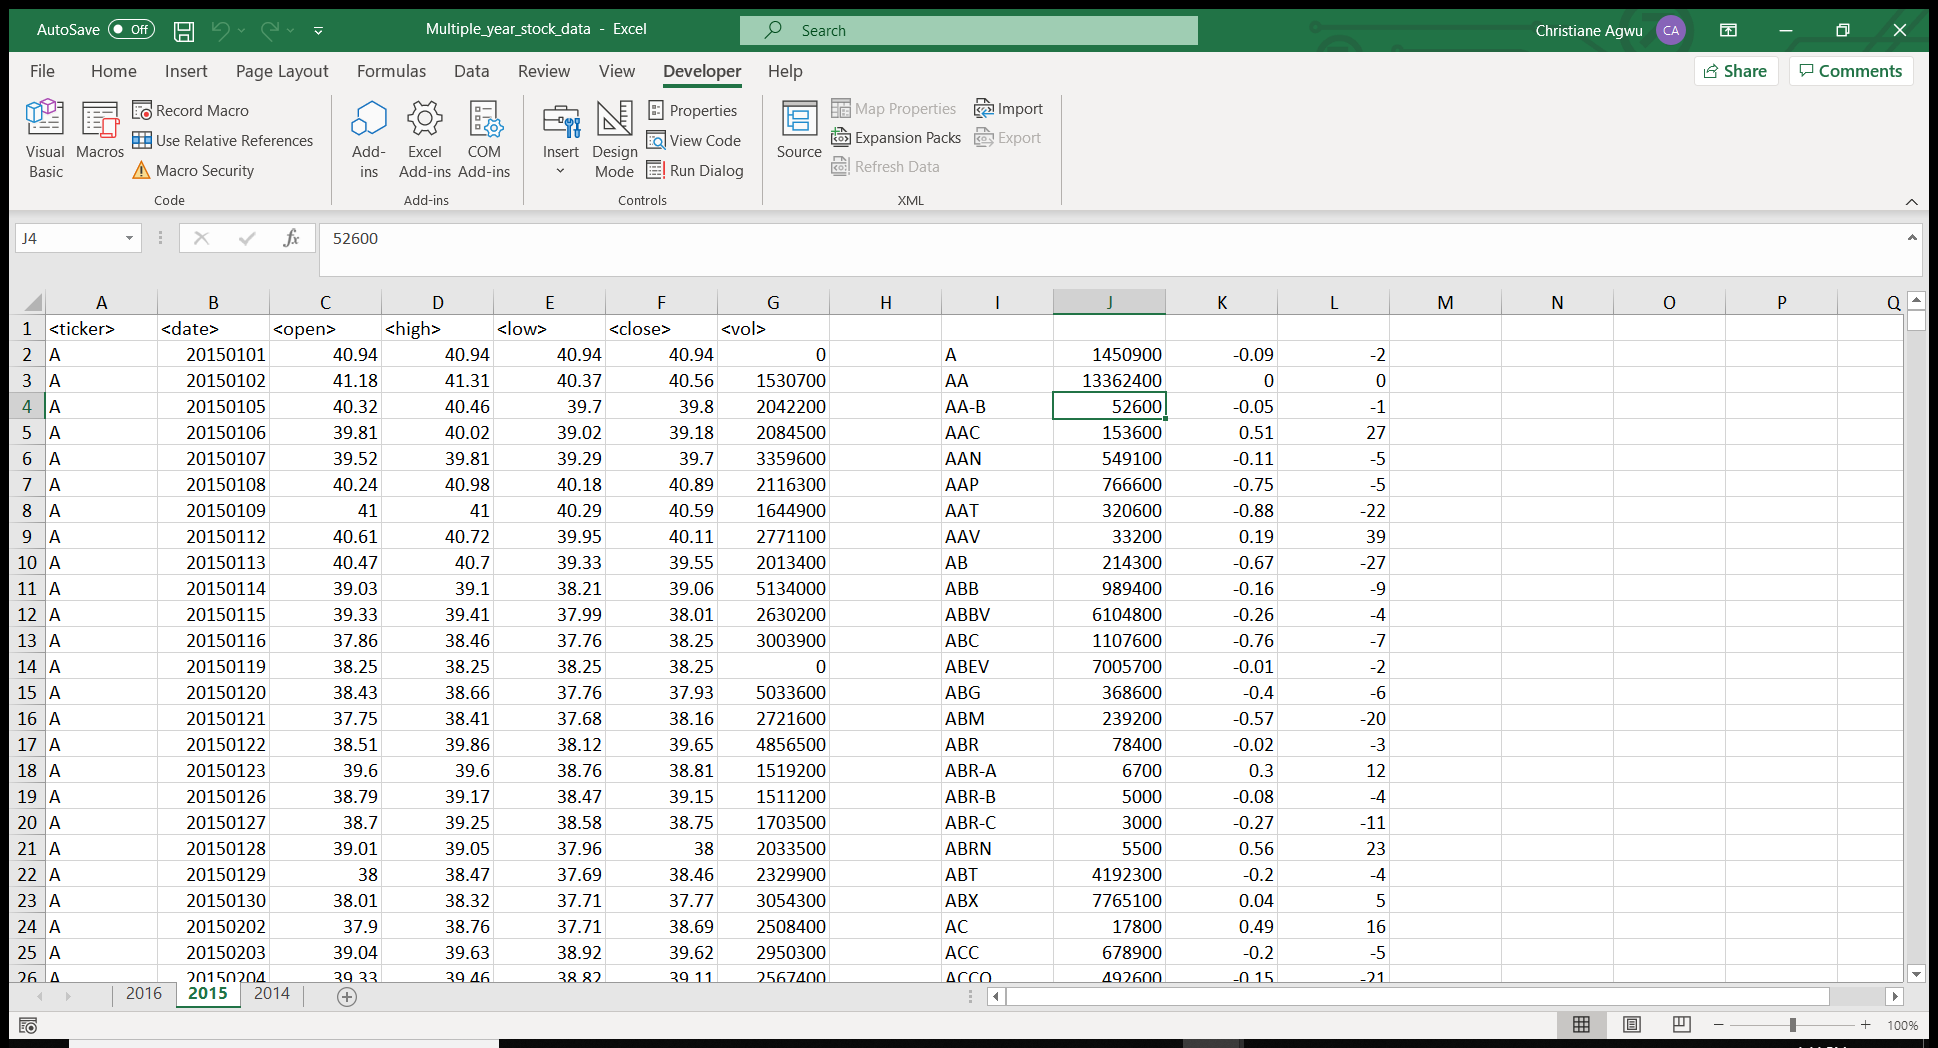 AutoSave Off Multiple_year_stock_data - Excel Search Christiane Agwu CA
File Home Insert Page Layout Formulas Data Review View Developer Help Share Comments
Visual Basic
Macros
Record Macro
Use Relative References
Macro Security
Code
Add-ins
Excel Add-ins
COM Add-ins
Add-ins
Insert
Design Mode
Properties
View Code
Run Dialog
Controls
Source
Map Properties
Expansion Packs
Refresh Data
Import
Export
XML
J4 fx 52600
A B C D E F G H I J K L M N O P Q
1 <ticker> <date> <open> <high> <low> <close> <vol>
2 A 20150101 40.94 40.94 40.94 40.94 0 A 1450900 -0.09 -2
3 A 20150102 41.18 41.31 40.37 40.56 1530700 AA 13362400 0 0
4 A 20150105 40.32 40.46 39.7 39.8 2042200 AA-B 52600 -0.05 -1
5 A 20150106 39.81 40.02 39.02 39.18 2084500 AAC 153600 0.51 27
6 A 20150107 39.52 39.81 39.29 39.7 3359600 AAN 549100 -0.11 -5
7 A 20150108 40.24 40.98 40.18 40.89 2116300 AAP 766600 -0.75 -5
8 A 20150109 41 41 40.29 40.59 1644900 AAT 320600 -0.88 -22
9 A 20150112 40.61 40.72 39.95 40.11 2771100 AAV 33200 0.19 39
10 A 20150113 40.47 40.7 39.33 39.55 2013400 AB 214300 -0.67 -27
11 A 20150114 39.03 39.1 38.21 39.06 5134000 ABB 989400 -0.16 -9
12 A 20150115 39.33 39.41 37.99 38.01 2630200 ABBV 6104800 -0.26 -4
13 A 20150116 37.86 38.46 37.76 38.25 3003900 ABC 1107600 -0.76 -7
14 A 20150119 38.25 38.25 38.25 38.25 0 ABEV 7005700 -0.01 -2
15 A 20150120 38.43 38.66 37.76 37.93 5033600 ABG 368600 -0.4 -6
16 A 20150121 37.75 38.41 37.68 38.16 2721600 ABM 239200 -0.57 -20
17 A 20150122 38.51 39.86 38.12 39.65 4856500 ABR 78400 -0.02 -3
18 A 20150123 39.6 39.6 38.76 38.81 1519200 ABR-A 6700 0.3 12
19 A 20150126 38.79 39.17 38.47 39.15 1511200 ABR-B 5000 -0.08 -4
20 A 20150127 38.7 39.25 38.58 38.75 1703500 ABR-C 3000 -0.27 -11
21 A 20150128 39.01 39.05 37.96 38 2033500 ABRN 5500 0.56 23
22 A 20150129 38 38.47 37.69 38.46 2329900 ABT 4192300 -0.2 -4
23 A 20150130 38.01 38.32 37.71 37.77 3054300 ABX 7765100 0.04 5
24 A 20150202 37.9 38.76 37.71 38.69 2508400 AC 17800 0.49 16
25 A 20150203 39.04 39.63 38.92 39.62 2950300 ACC 678900 -0.2 -5
26 A 20150204 39.33 39.46 38.82 39.11 2567400 ACCO 492600 -0.15 -21
2016 2015 2014
100%